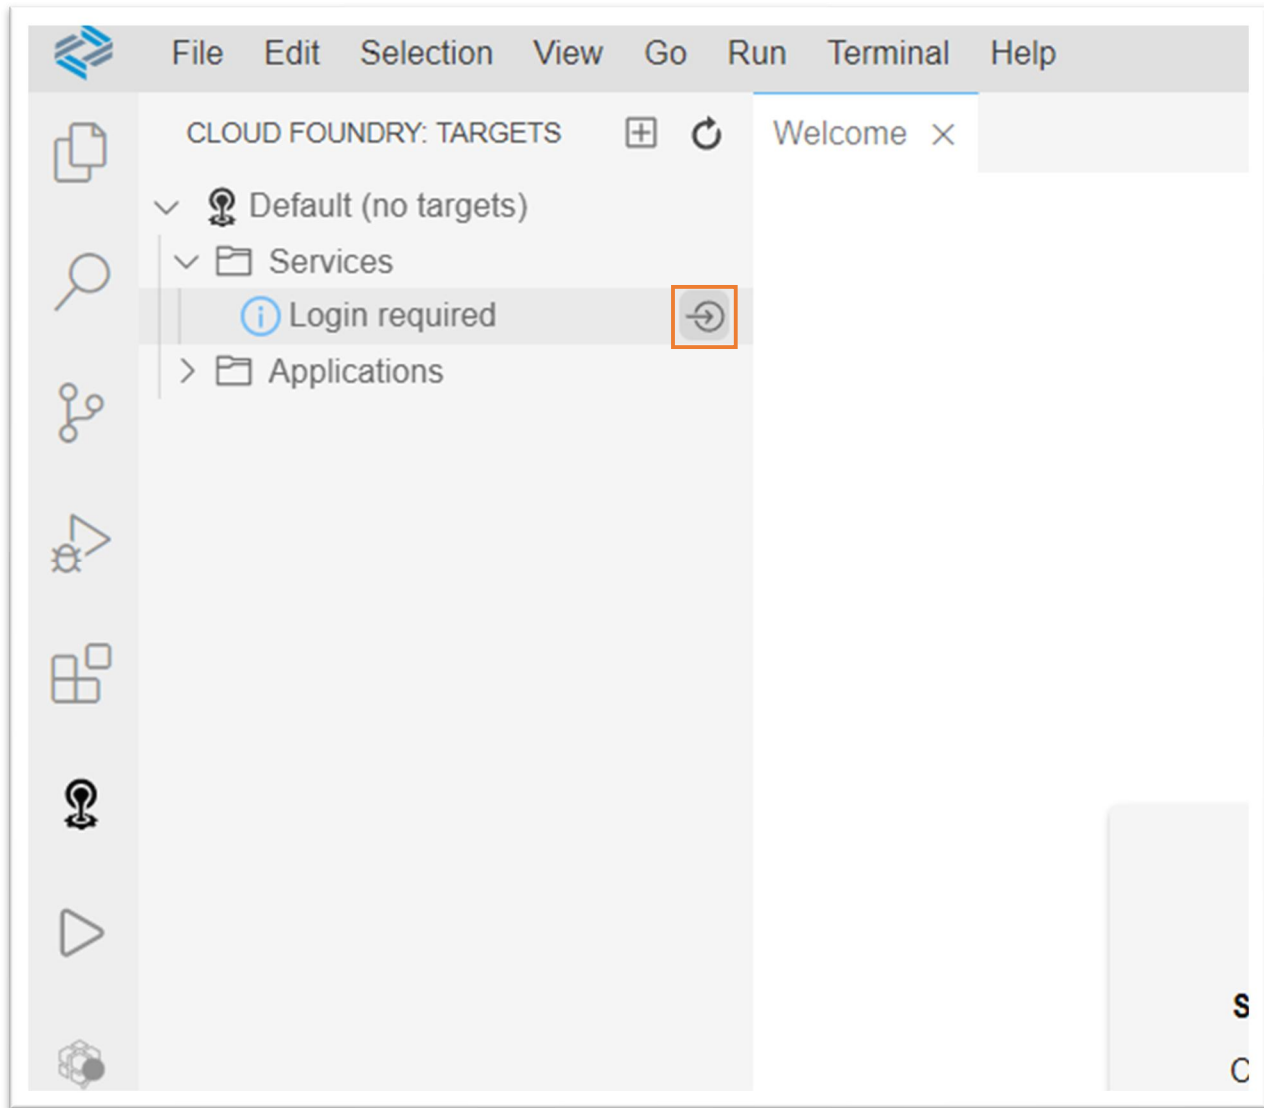 File Edit Selection View Go Run Terminal Help
CLOUD FOUNDRY: TARGETS
Welcome
Default (no targets)
Services
Login required
Applications